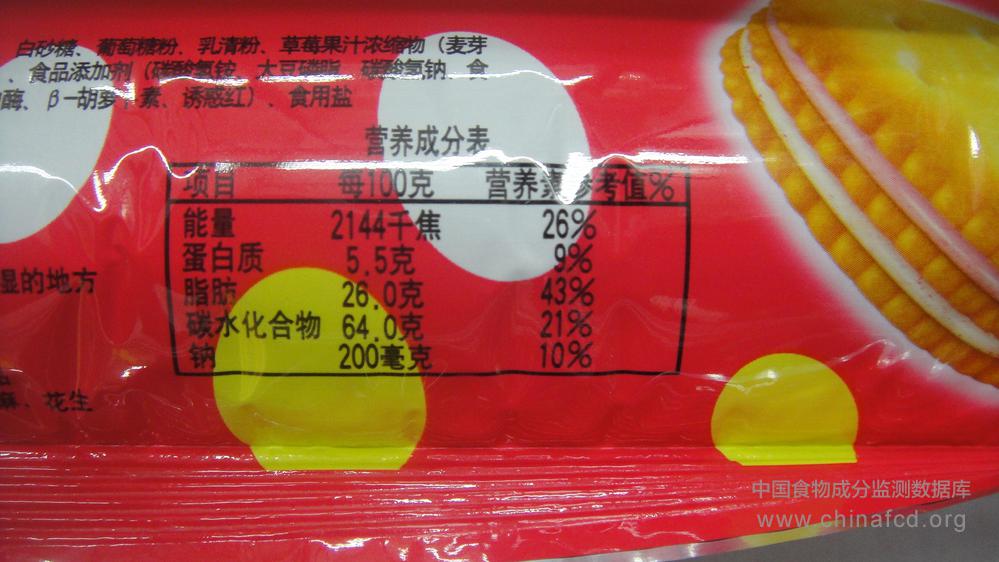 白砂糖、葡萄糖粉、乳清粉、草莓果汁浓缩物（麦芽
、食品添加剂（碳酸氢铵、大豆磷脂、碳酸氢钠、食
酶、β-胡萝卜素、诱惑红）、食用盐
营养成分表
项目 每100克 营养素参考值%
能量 2144千焦 26%
蛋白质 5.5克 9%
脂肪 26.0克 43%
碳水化合物 64.0克 21%
钠 200毫克 10%
湿的地方
麻、花生
中国食物成分监测数据库
www.chinafcd.org